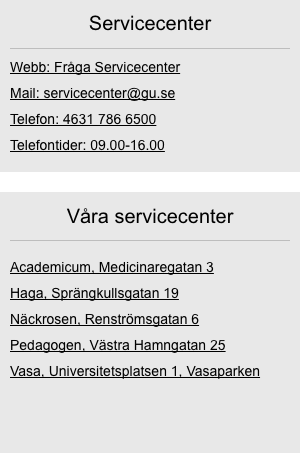 Servicecenter
Webb: Fråga Servicecenter
Mail: servicecenter@gu.se
Telefon: 4631 786 6500
Telefontider: 09.00-16.00
Våra servicecenter
Academicum, Medicinaregatan 3
Haga, Sprängkullsgatan 19
Näckrosen, Renströmsgatan 6
Pedagogen, Västra Hamngatan 25
Vasa, Universitetsplatsen 1, Vasaparken